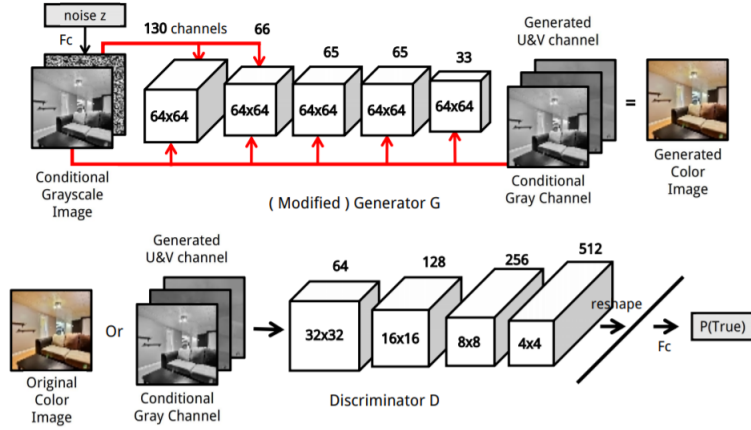 noise z
Fc
130 channels
66
65
65
33
Generated
U&V channel
64x64
64x64
64x64
64x64
64x64
=
Conditional
Grayscale
Image
( Modified ) Generator G
Conditional
Gray Channel
Generated
Color
Image
Generated
U&V channel
64
128
256
512
Or
32x32
16x16
8x8
4x4
reshape
Fc
P(True)
Original
Color
Image
Conditional
Gray Channel
Discriminator D